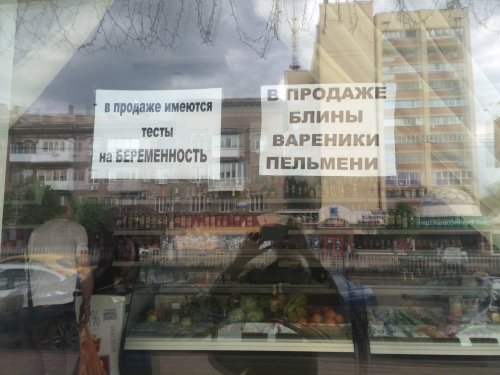 в продаже имеются
тесты
на БЕРЕМЕННОСТЬ
В ПРОДАЖЕ
БЛИНЫ
ВАРЕНИКИ
ПЕЛЬМЕНИ